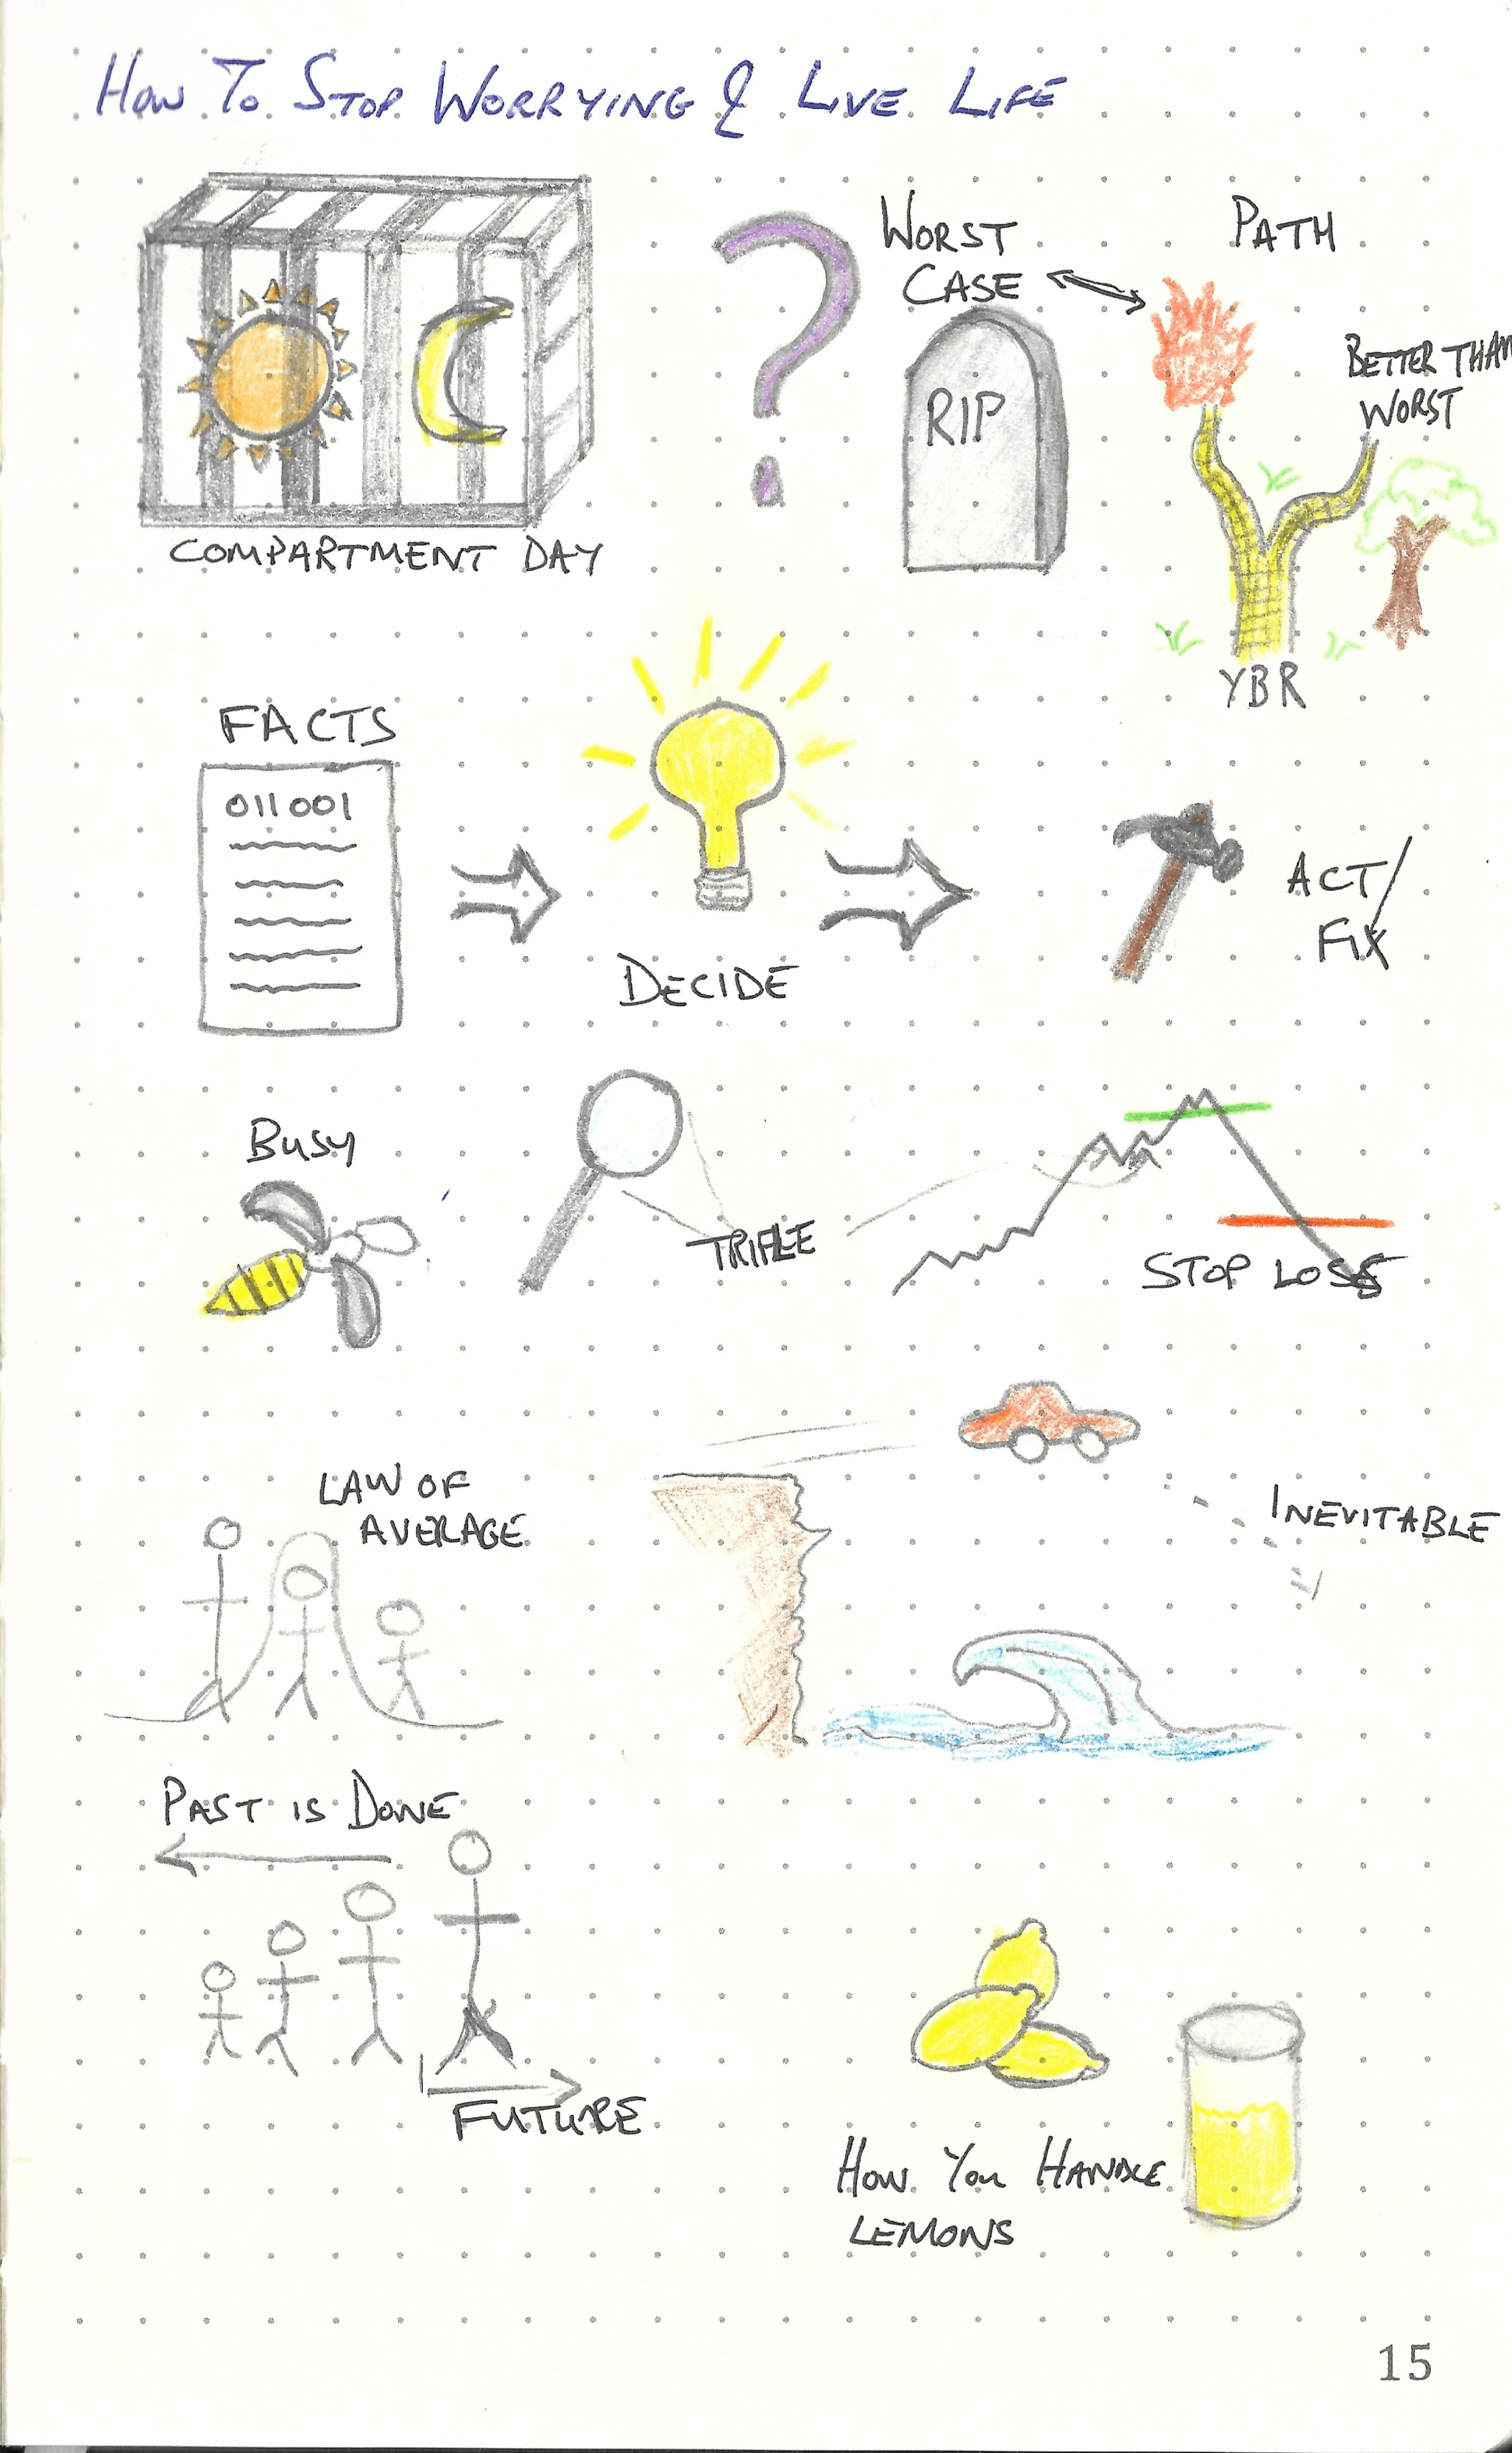 HOW TO STOP WORRYING & LIVE LIFE
COMPARTMENT DAY
WORST
CASE
RIP
PATH
BETTER THAN
WORST
YBR
FACTS
011001
DECIDE
ACT/
FIX
BUSY
TRIFLE
STOP LOSS
LAW OF
AVERAGE
INEVITABLE
PAST IS DONE
FUTURE
HOW YOU HANDLE
LEMONS
15